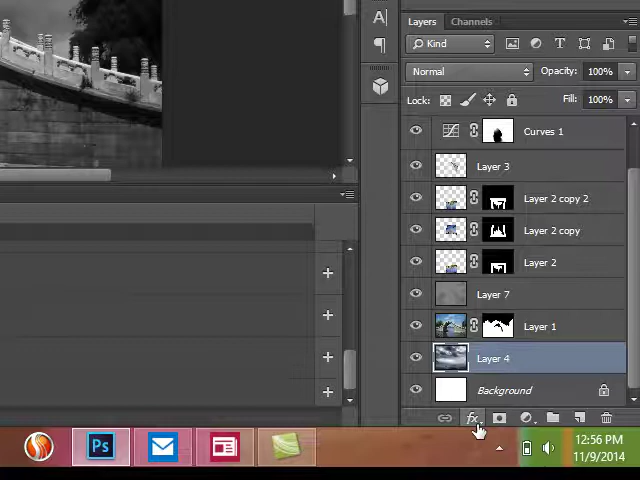 Layers Channels
Kind
Normal Opacity: 100%
Lock: Fill: 100%
Curves 1
Layer 3
Layer 2 copy 2
Layer 2 copy
Layer 2
Layer 7
Layer 1
Layer 4
Background
fx
Ps
12:56 PM
11/9/2014